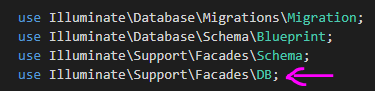 use Illuminate\Database\Migrations\Migration;
use Illuminate\Database\Schema\Blueprint;
use Illuminate\Support\Facades\Schema;
use Illuminate\Support\Facades\DB;